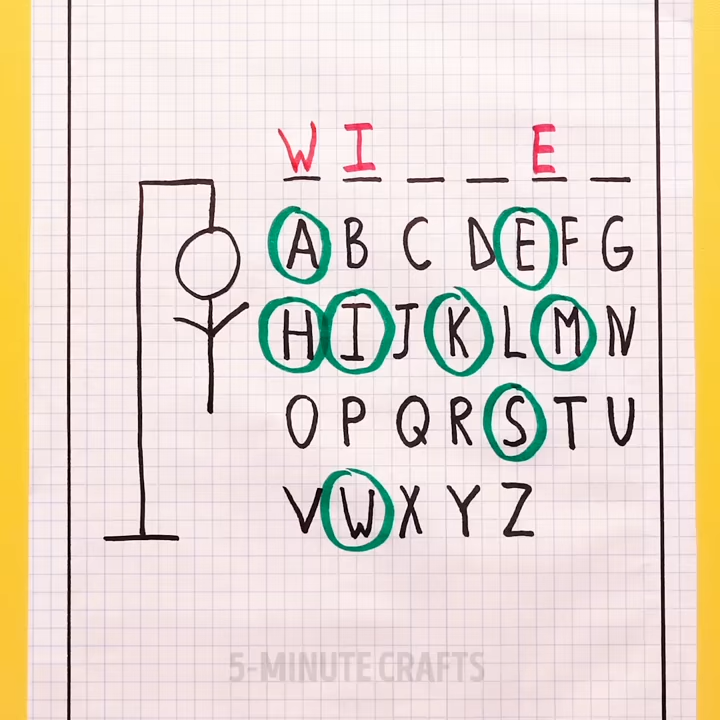 W I _ _ E _
A B C D E F G
H I J K L M N
O P Q R S T U
V W X Y Z
5-MINUTE CRAFTS